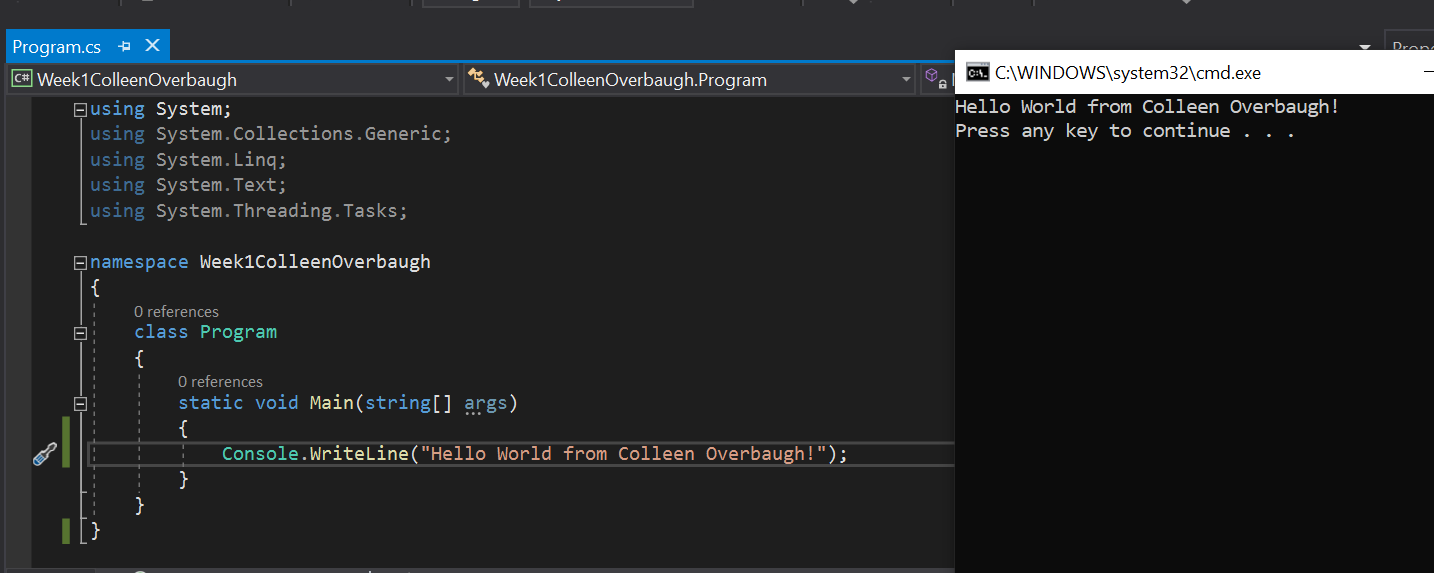 Program.cs
Week1ColleenOverbaugh
Week1ColleenOverbaugh.Program
using System;
using System.Collections.Generic;
using System.Linq;
using System.Text;
using System.Threading.Tasks;
namespace Week1ColleenOverbaugh
{
0 references
class Program
{
0 references
static void Main(string[] args)
{
Console.WriteLine("Hello World from Colleen Overbaugh!");
}
}
}
C:\WINDOWS\system32\cmd.exe
Hello World from Colleen Overbaugh!
Press any key to continue . . .